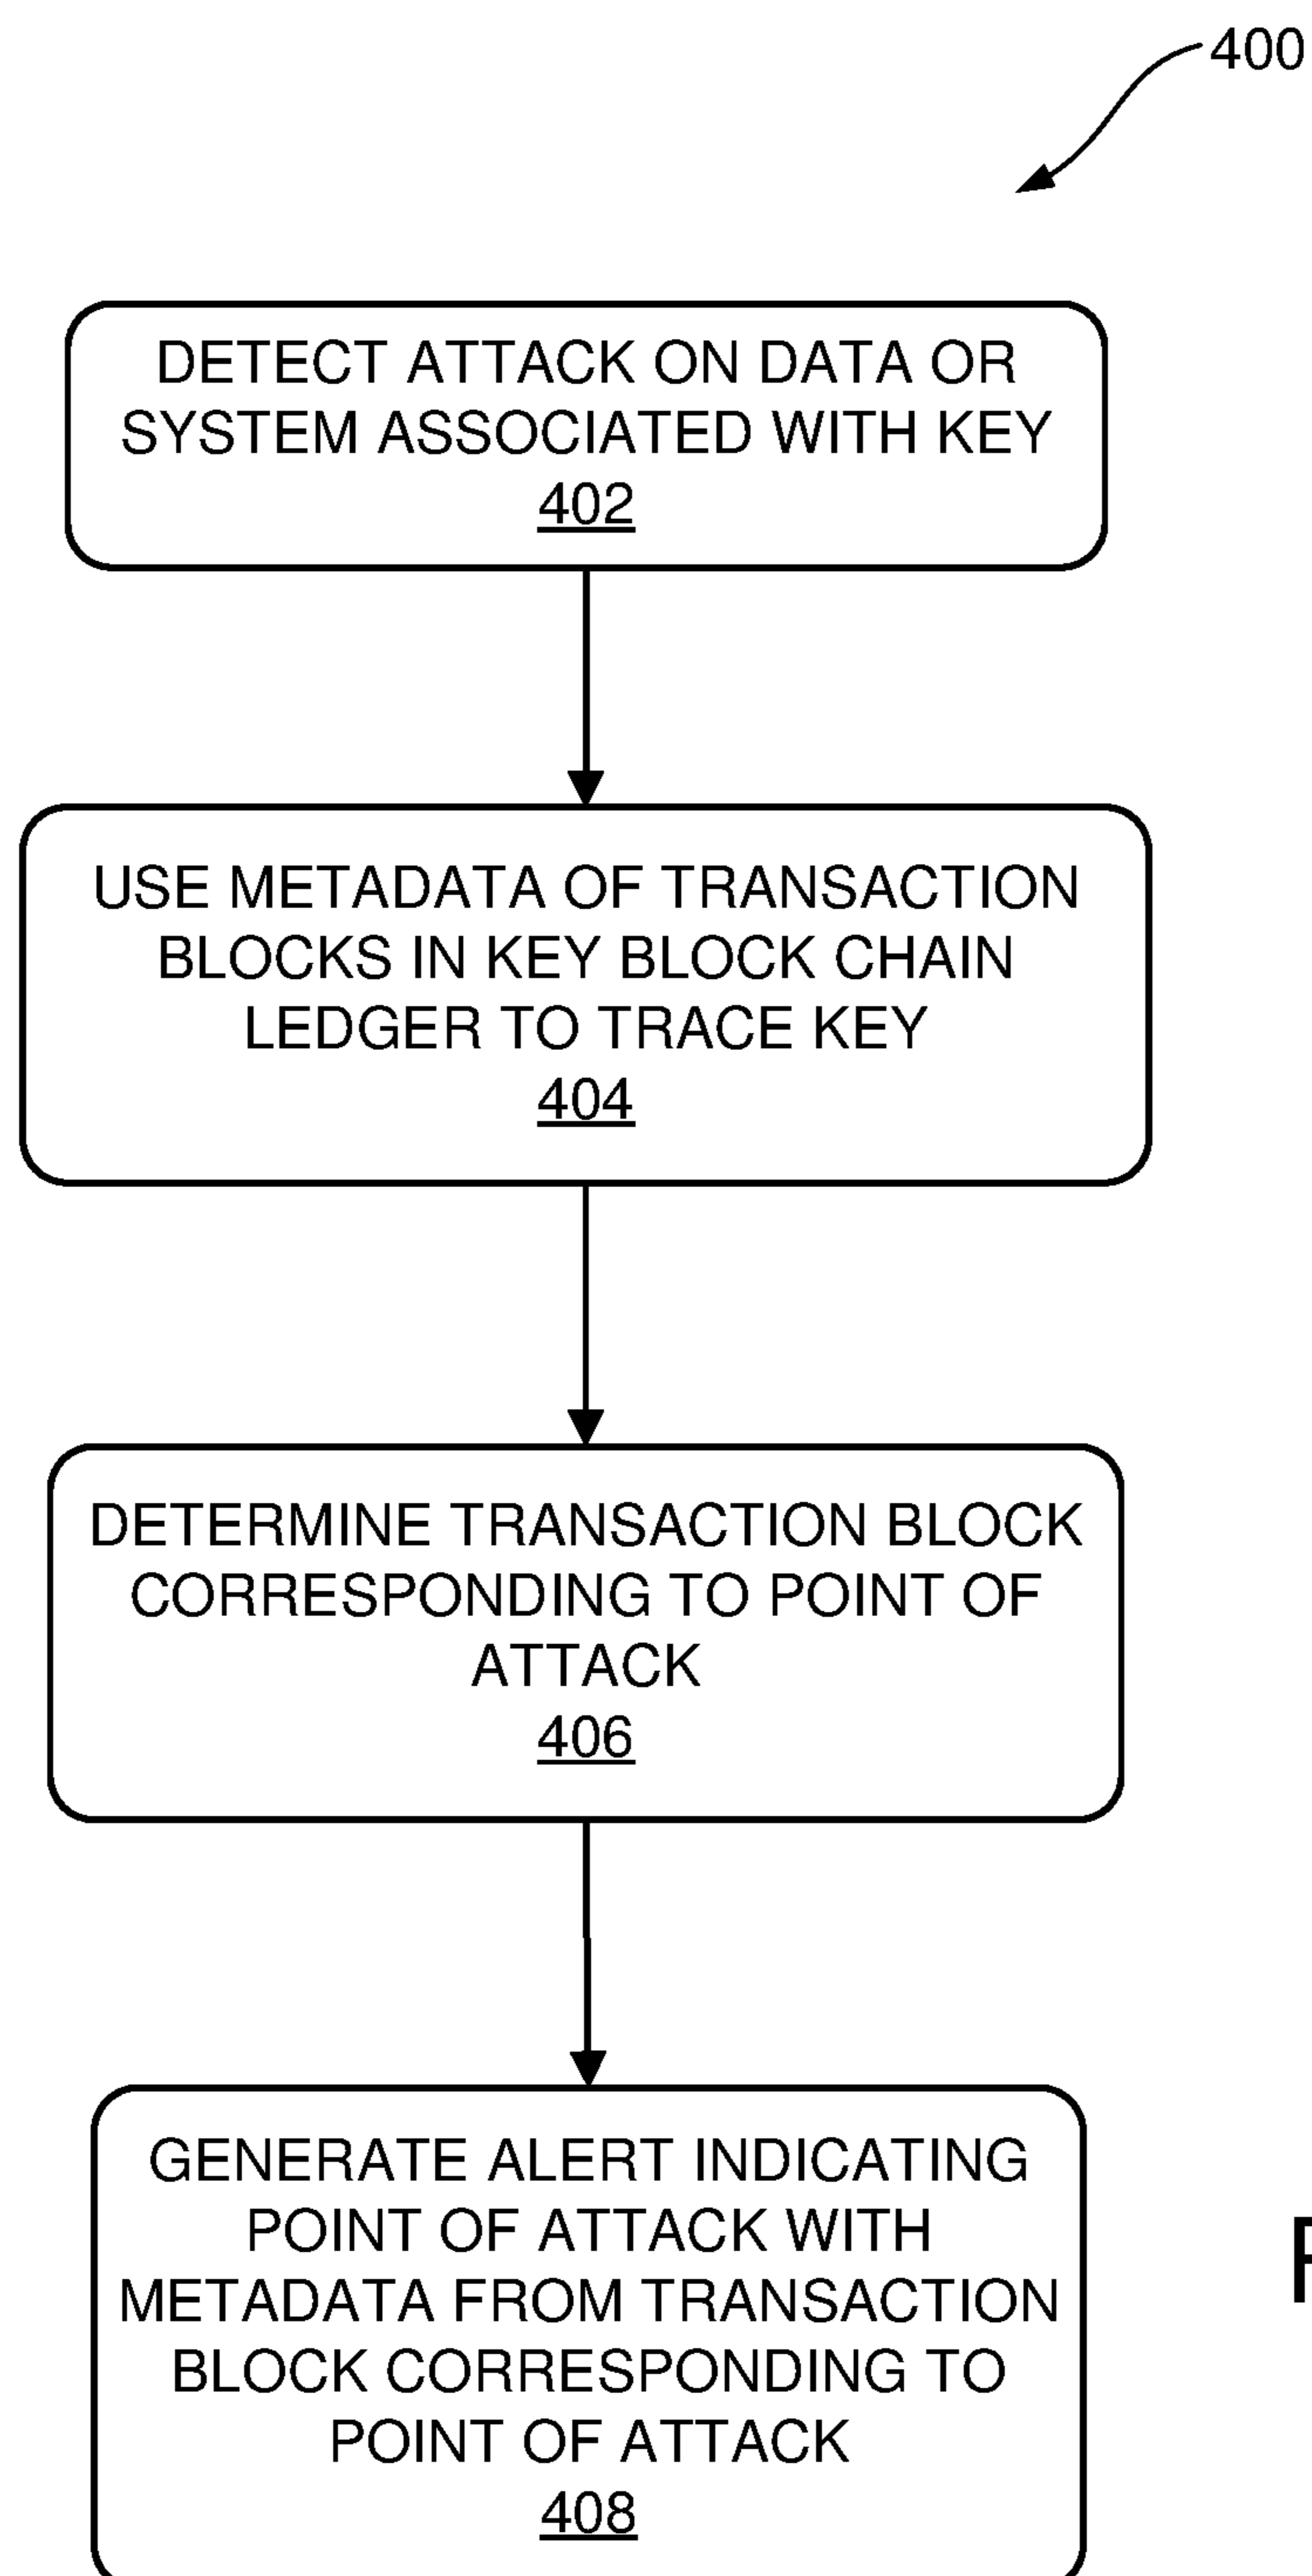 400
DETECT ATTACK ON DATA OR
SYSTEM ASSOCIATED WITH KEY
402
USE METADATA OF TRANSACTION
BLOCKS IN KEY BLOCK CHAIN
LEDGER TO TRACE KEY
404
DETERMINE TRANSACTION BLOCK
CORRESPONDING TO POINT OF
ATTACK
406
GENERATE ALERT INDICATING
POINT OF ATTACK WITH
METADATA FROM TRANSACTION
BLOCK CORRESPONDING TO
POINT OF ATTACK
408